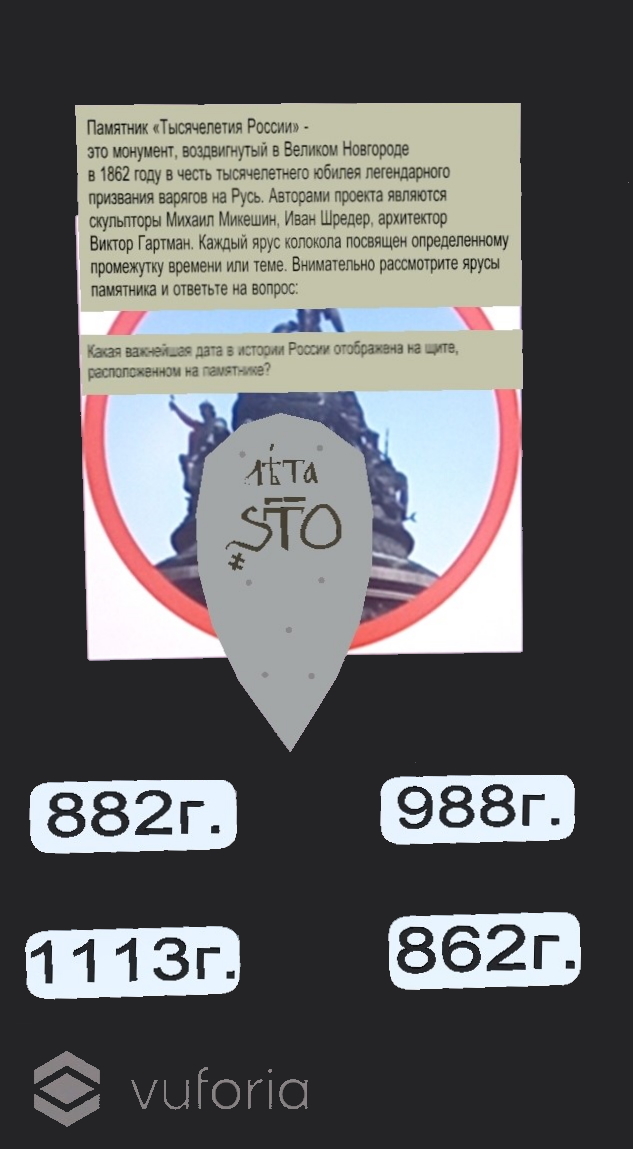 Памятник «Тысячелетия России» -
это монумент, воздвигнутый в Великом Новгороде
в 1862 году в честь тысячелетнего юбилея легендарного
призвания варягов на Русь. Авторами проекта являются
скульпторы Михаил Микешин, Иван Шредер, архитектор
Виктор Гартман. Каждый ярус колокола посвящен определенному
промежутку времени или теме. Внимательно рассмотрите ярусы
памятника и ответьте на вопрос:
Какая важнейшая дата в истории России отображена на щите,
расположенном на памятнике?
лѣта
҂ЅТО
882г.
988г.
1113г.
862г.
vuforia